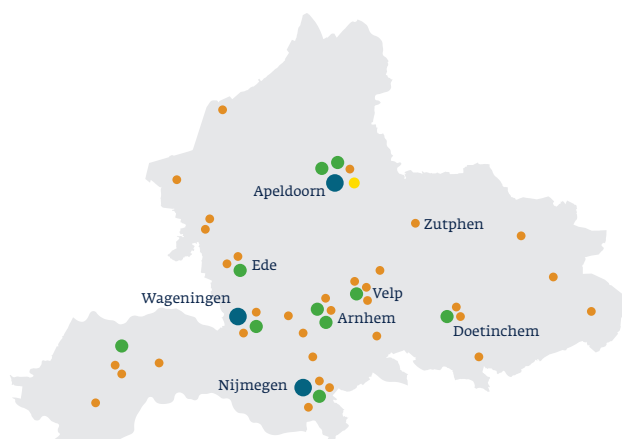 Apeldoorn
Zutphen
Ede
Wageningen
Velp
Arnhem
Doetinchem
Nijmegen